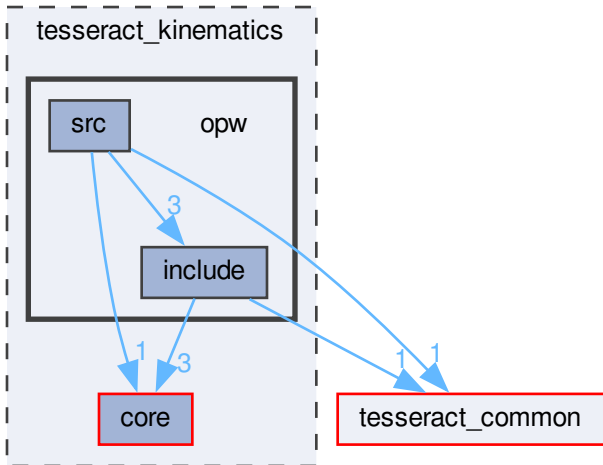 tesseract_kinematics
src
opw
3
include
1
3
1
1
core
tesseract_common